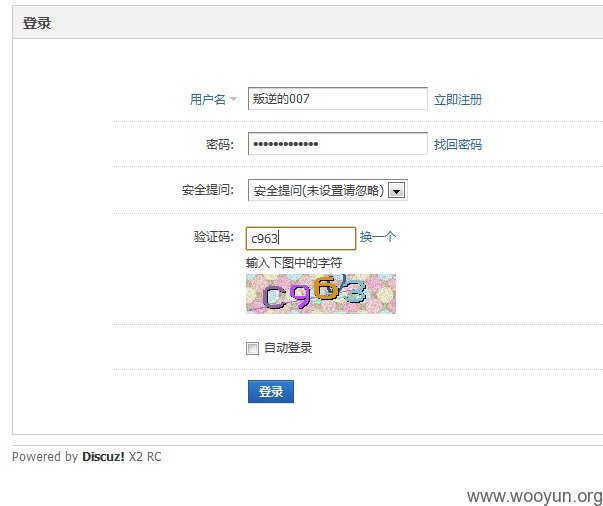 登录
用户名 叛逆的007 立即注册
密码: ●●●●●●●●●●●●● 找回密码
安全提问: 安全提问(未设置请忽略)
验证码: c963 换一个
输入下图中的字符
C963
自动登录
登录
Powered by Discuz! X2 RC
www.wooyun.org